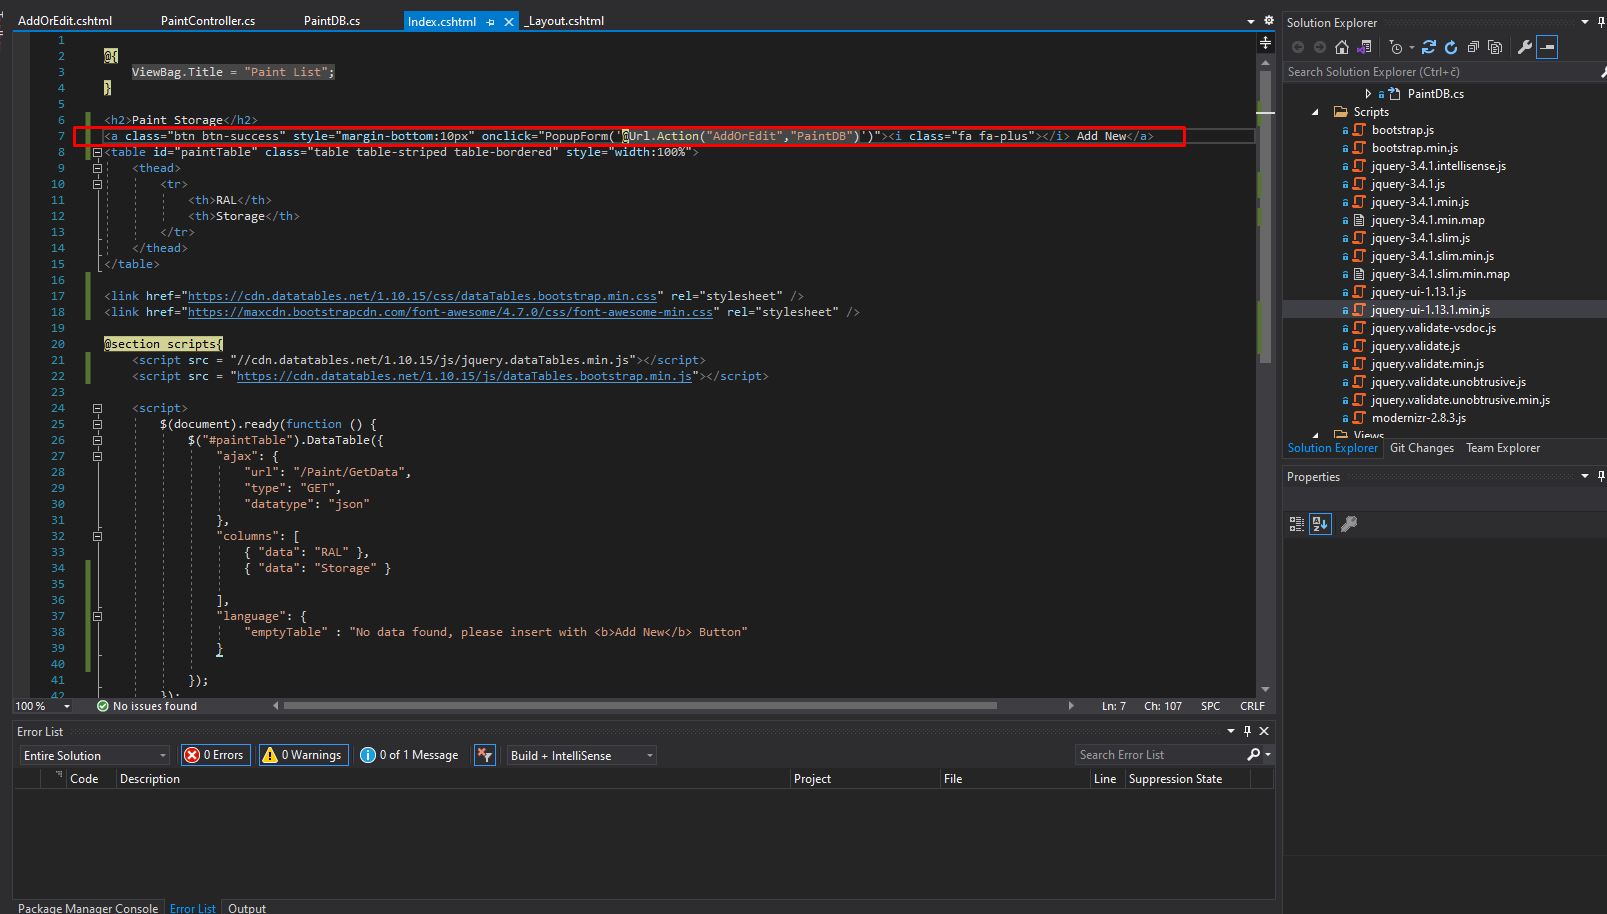 AddOrEdit.cshtml PaintController.cs PaintDB.cs Index.cshtml _Layout.cshtml
1
2 @{
3 ViewBag.Title = "Paint List";
4 }
5
6 <h2>Paint Storage</h2>
7 <a class="btn btn-success" style="margin-bottom:10px" onclick="PopupForm('@Url.Action("AddOrEdit","PaintDB")')"><i class="fa fa-plus"></i> Add New</a>
8 <table id="paintTable" class="table table-striped table-bordered" style="width:100%">
9 <thead>
10 <tr>
11 <th>RAL</th>
12 <th>Storage</th>
13 </tr>
14 </thead>
15 </table>
16
17 <link href="https://cdn.datatables.net/1.10.15/css/dataTables.bootstrap.min.css" rel="stylesheet" />
18 <link href="https://maxcdn.bootstrapcdn.com/font-awesome/4.7.0/css/font-awesome-min.css" rel="stylesheet" />
19
20 @section scripts{
21 <script src = "//cdn.datatables.net/1.10.15/js/jquery.dataTables.min.js"></script>
22 <script src = "https://cdn.datatables.net/1.10.15/js/dataTables.bootstrap.min.js"></script>
23
24 <script>
25 $(document).ready(function () {
26 $("#paintTable").DataTable({
27 "ajax": {
28 "url": "/Paint/GetData",
29 "type": "GET",
30 "datatype": "json"
31 },
32 "columns": [
33 { "data": "RAL" },
34 { "data": "Storage" }
35
36 ],
37 "language": {
38 "emptyTable" : "No data found, please insert with <b>Add New</b> Button"
39 }
40
41 });
42 });
100 % No issues found Ln: 7 Ch: 107 SPC CRLF
Error List
Entire Solution 0 Errors 0 Warnings 0 of 1 Message Build + IntelliSense Search Error List
Code Description Project File Line Suppression State
Package Manager Console Error List Output
Solution Explorer
Search Solution Explorer (Ctrl+č)
PaintDB.cs
Scripts
bootstrap.js
bootstrap.min.js
jquery-3.4.1.intellisense.js
jquery-3.4.1.js
jquery-3.4.1.min.js
jquery-3.4.1.min.map
jquery-3.4.1.slim.js
jquery-3.4.1.slim.min.js
jquery-3.4.1.slim.min.map
jquery-ui-1.13.1.js
jquery-ui-1.13.1.min.js
jquery.validate-vsdoc.js
jquery.validate.js
jquery.validate.min.js
jquery.validate.unobtrusive.js
jquery.validate.unobtrusive.min.js
modernizr-2.8.3.js
Views
Solution Explorer Git Changes Team Explorer
Properties